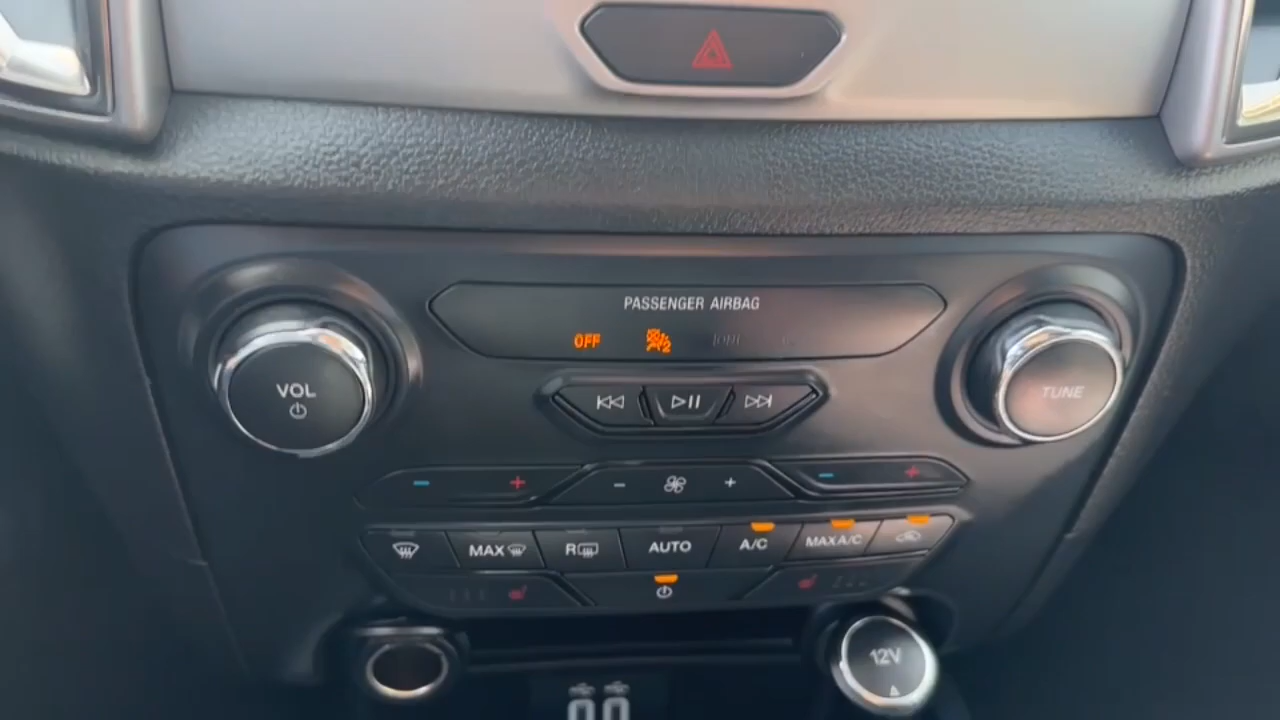 PASSENGER AIRBAG
OFF
VOL
TUNE
MAX
R
AUTO
A/C
MAX A/C
12V